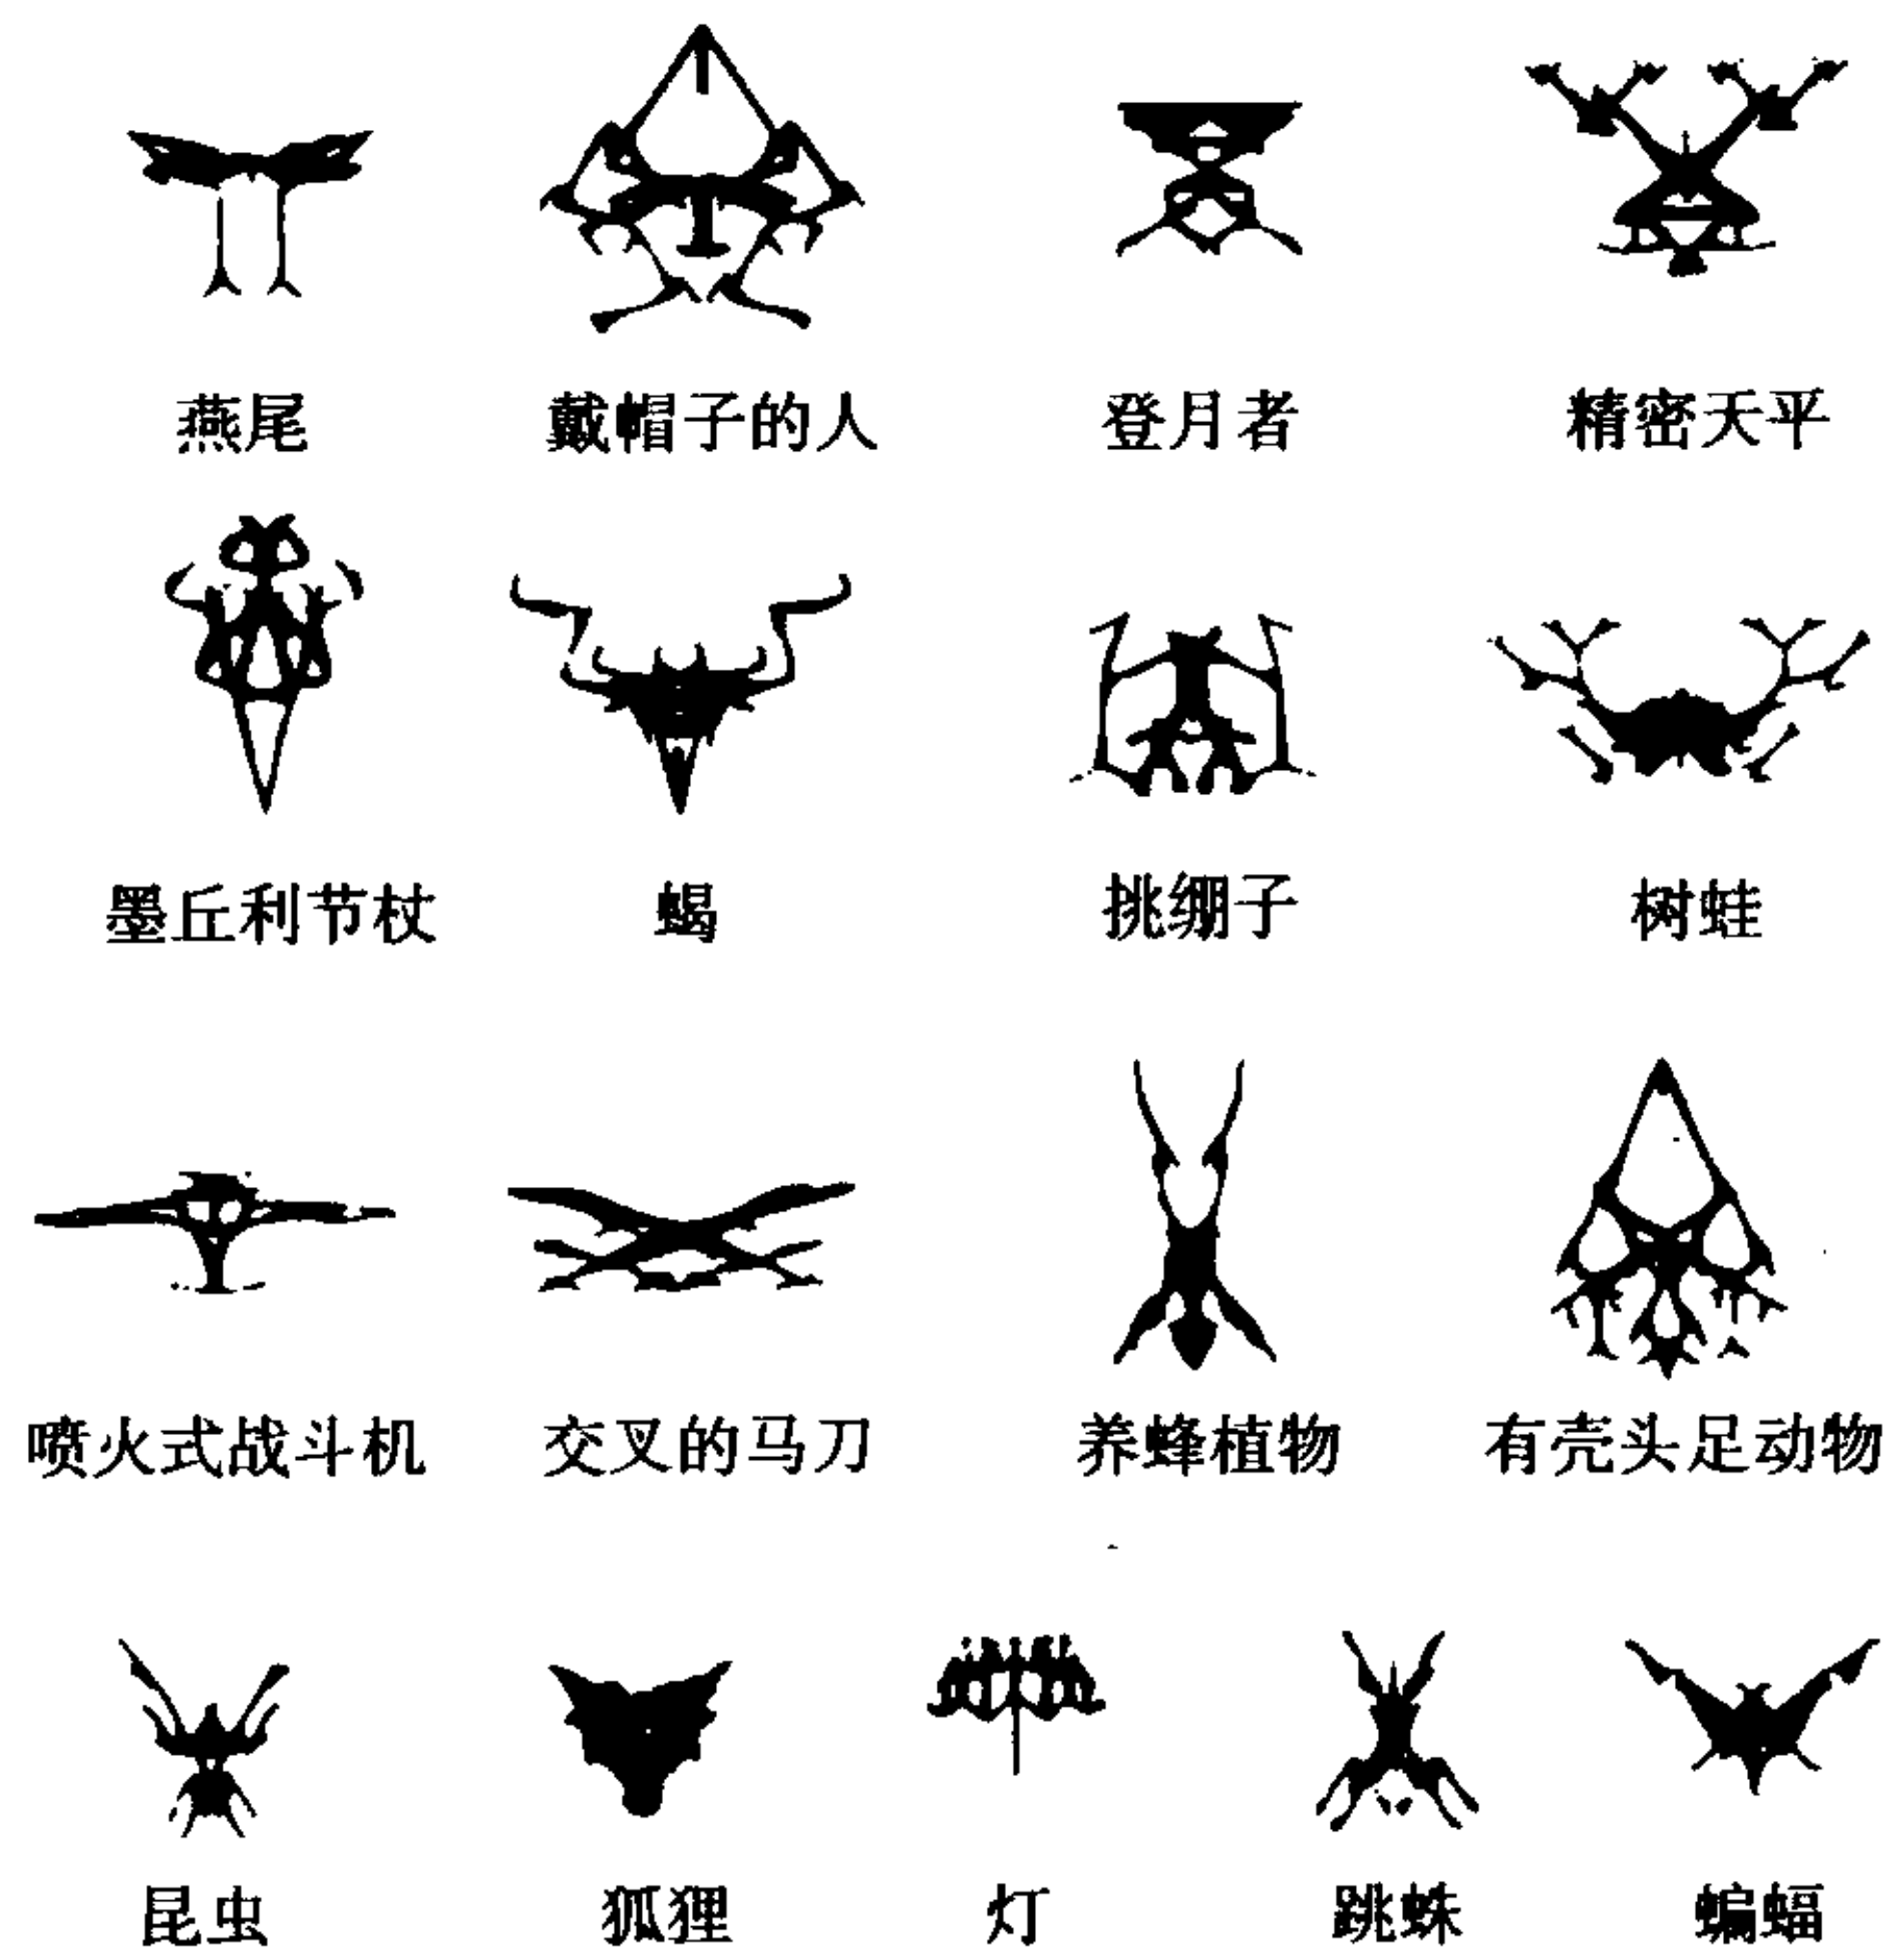 燕尾 戴帽子的人 登月者 精密天平
墨丘利节杖 蝎 挑绷子 树蛙
喷火式战斗机 交叉的马刀 养蜂植物 有壳头足动物
昆虫 狐狸 灯 跳蛛 蝙蝠